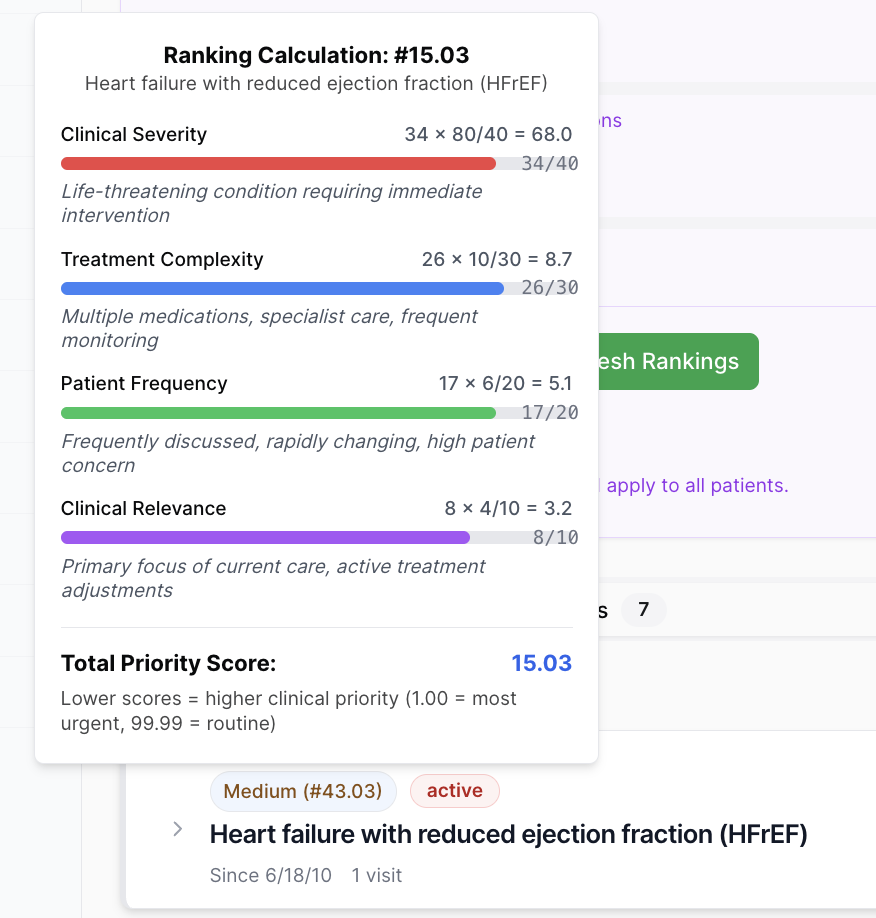 Ranking Calculation: #15.03
Heart failure with reduced ejection fraction (HFrEF)
Clinical Severity 34 × 80/40 = 68.0
34/40
Life-threatening condition requiring immediate
intervention
Treatment Complexity 26 × 10/30 = 8.7
26/30
Multiple medications, specialist care, frequent
monitoring
Patient Frequency 17 × 6/20 = 5.1
17/20
Frequently discussed, rapidly changing, high patient
concern
Clinical Relevance 8 × 4/10 = 3.2
8/10
Primary focus of current care, active treatment
adjustments
Total Priority Score: 15.03
Lower scores = higher clinical priority (1.00 = most
urgent, 99.99 = routine)
ons
esh Rankings
apply to all patients.
s 7
Medium (#43.03) active
Heart failure with reduced ejection fraction (HFrEF)
Since 6/18/10 1 visit